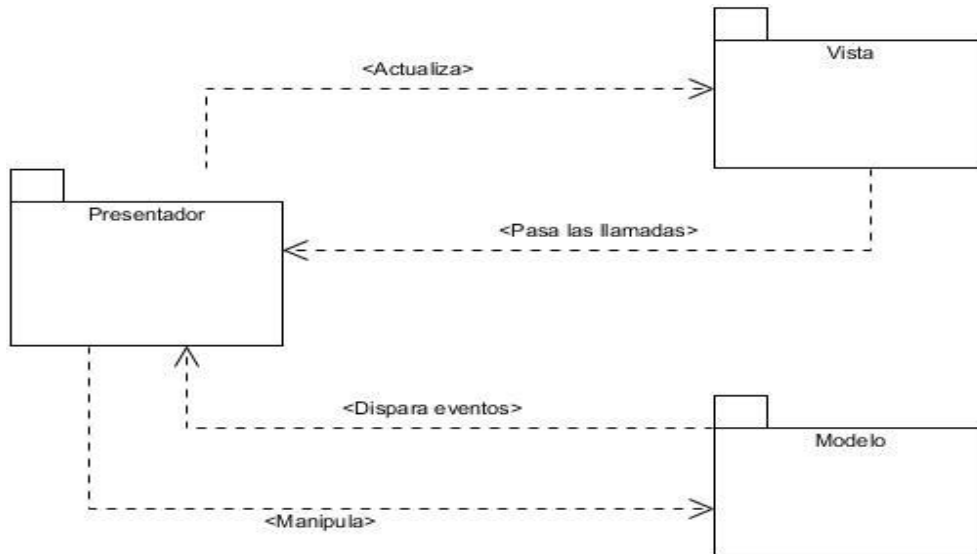 Vista
<Actualiza>
Presentador
<Pasa las llamadas>
<Dispara eventos>
Modelo
<Manipula>